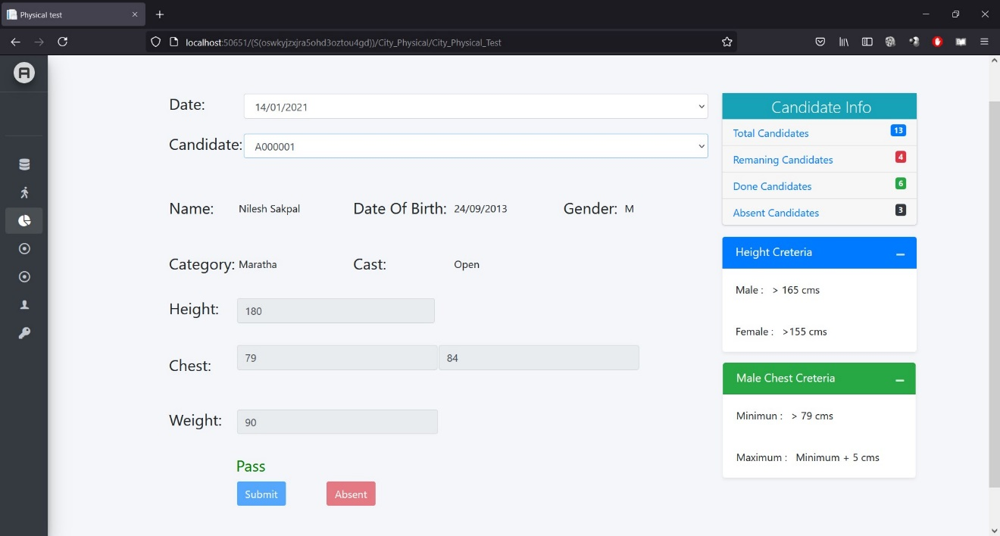 Physical test
localhost:50651/(S(oswkyjzxjra5ohd3oztou4gd))/City_Physical/City_Physical_Test
A
Date: 14/01/2021
Candidate: A000001
Name: Nilesh Sakpal Date Of Birth: 24/09/2013 Gender: M
Category: Maratha Cast: Open
Height: 180
Chest: 79 84
Weight: 90
Pass
Submit Absent
Candidate Info
Total Candidates 13
Remaning Candidates 4
Done Candidates 6
Absent Candidates 3
Height Creteria
Male : > 165 cms
Female : >155 cms
Male Chest Creteria
Minimun : > 79 cms
Maximum : Minimum + 5 cms